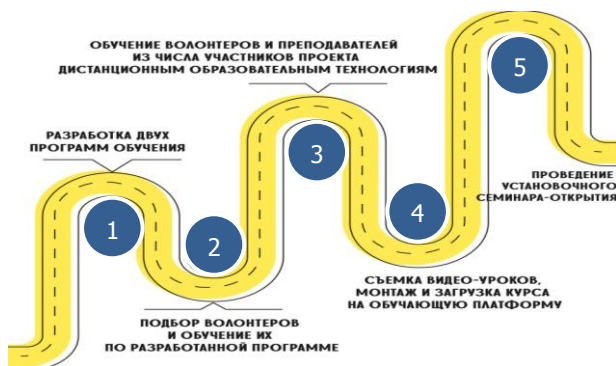 РАЗРАБОТКА ДВУХ
ПРОГРАММ ОБУЧЕНИЯ
1
ПОДБОР ВОЛОНТЕРОВ
И ОБУЧЕНИЕ ИХ
ПО РАЗРАБОТАННОЙ ПРОГРАММЕ
2
ОБУЧЕНИЕ ВОЛОНТЕРОВ И ПРЕПОДАВАТЕЛЕЙ
ИЗ ЧИСЛА УЧАСТНИКОВ ПРОЕКТА
ДИСТАНЦИОННЫМ ОБРАЗОВАТЕЛЬНЫМ ТЕХНОЛОГИЯМ
3
4
СЪЕМКА ВИДЕО-УРОКОВ,
МОНТАЖ И ЗАГРУЗКА КУРСА
НА ОБУЧАЮЩУЮ ПЛАТФОРМУ
5
ПРОВЕДЕНИЕ
УСТАНОВОЧНОГО
СЕМИНАРА-ОТКРЫТИЯ